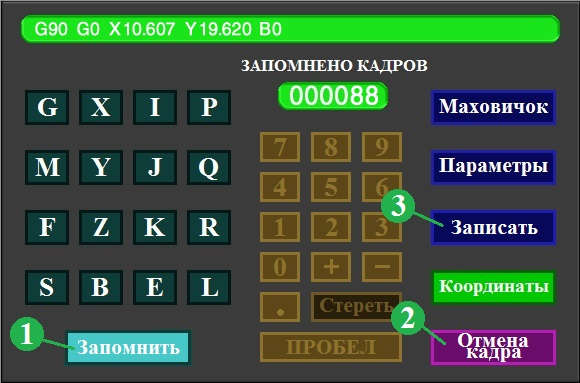 G90 G0 X10.607 Y19.620 B0
ЗАПОМНЕНО КАДРОВ
000088
G X I P
7 8 9
Маховичок
M Y J Q
4 5 6
Параметры
3
F Z K R
1 2 3
Записать
S B E L
0 + −
Координаты
. Стереть
1
Запомнить
ПРОБЕЛ
2
Отмена
кадра